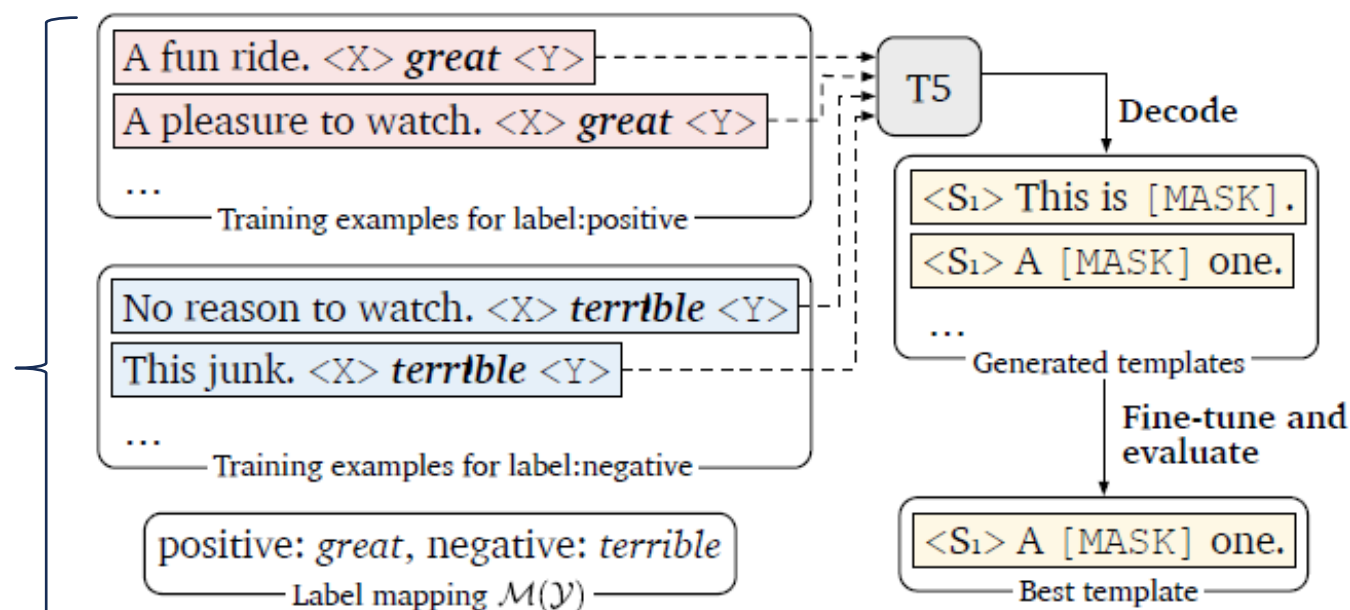 A fun ride. <X> great <Y>
A pleasure to watch. <X> great <Y>
...
Training examples for label:positive
No reason to watch. <X> terrible <Y>
This junk. <X> terrible <Y>
...
Training examples for label:negative
positive: great, negative: terrible
Label mapping ℳ(𝒴)
T5
Decode
<S₁> This is [MASK].
<S₁> A [MASK] one.
...
Generated templates
Fine-tune and
evaluate
<S₁> A [MASK] one.
Best template